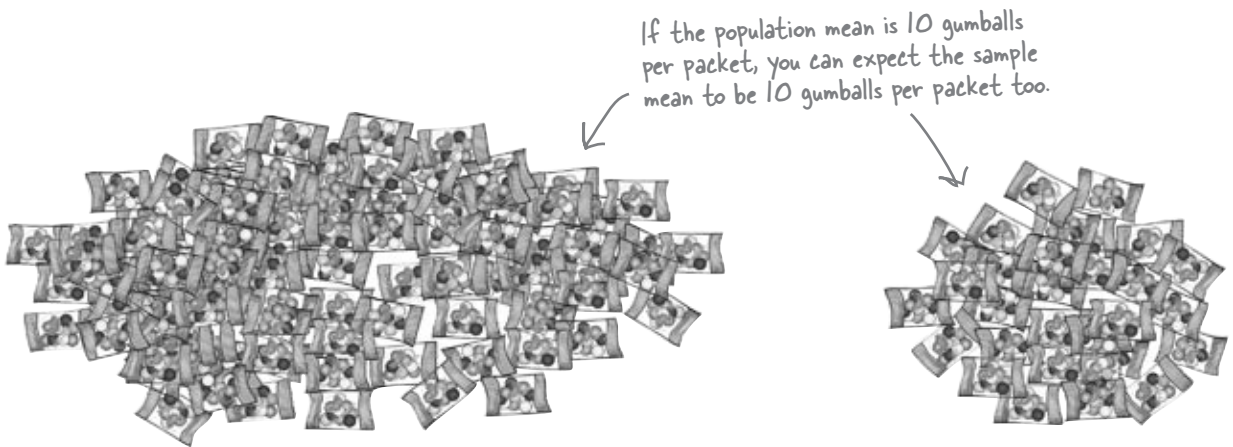 If the population mean is 10 gumballs
per packet, you can expect the sample
mean to be 10 gumballs per packet too.